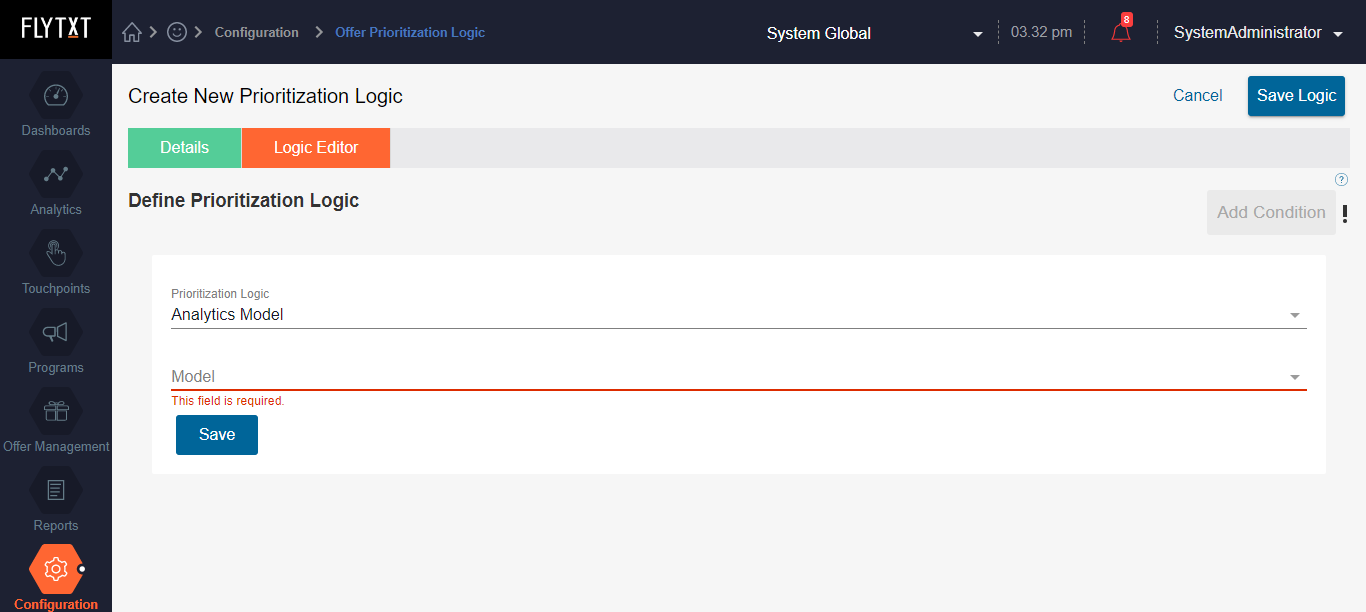 FLYTXT
Configuration
Offer Prioritization Logic
System Global
03.32 pm
8
SystemAdministrator
Dashboards
Analytics
Touchpoints
Programs
Offer Management
Reports
Configuration
Create New Prioritization Logic
Cancel
Save Logic
Details
Logic Editor
?
Define Prioritization Logic
Add Condition
!
Prioritization Logic
Analytics Model
Model
This field is required.
Save